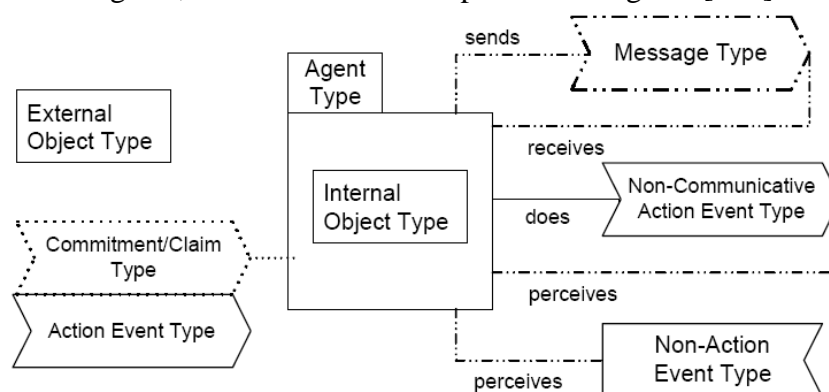 sends
Message Type
Agent
Type
External
Object Type
receives
Internal
Object Type
Non-Communicative
Action Event Type
does
Commitment/Claim
Type
perceives
Action Event Type
Non-Action
Event Type
perceives